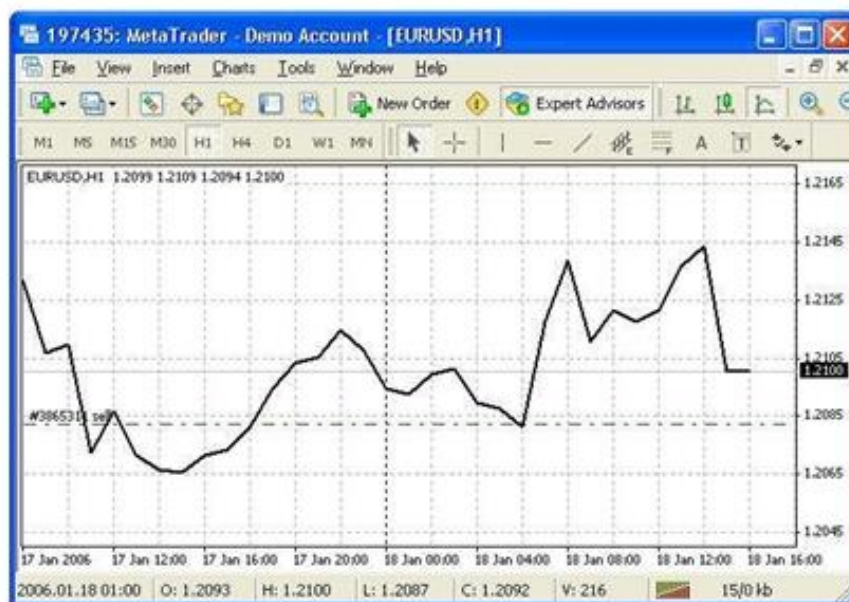 197435: MetaTrader - Demo Account - [EURUSD,H1]
File View Insert Charts Tools Window Help
New Order Expert Advisors
M1 M5 M15 M30 H1 H4 D1 W1 MN E F A T
EURUSD,H1 1.2099 1.2109 1.2094 1.2100
1.2165
1.2145
1.2125
1.2105
1.2100
#3865311 sell
1.2085
1.2065
1.2045
17 Jan 2006 17 Jan 12:00 17 Jan 16:00 17 Jan 20:00 18 Jan 00:00 18 Jan 04:00 18 Jan 08:00 18 Jan 12:00 18 Jan 16:00
2006.01.18 01:00 O: 1.2093 H: 1.2100 L: 1.2087 C: 1.2092 V: 216 15/0 kb